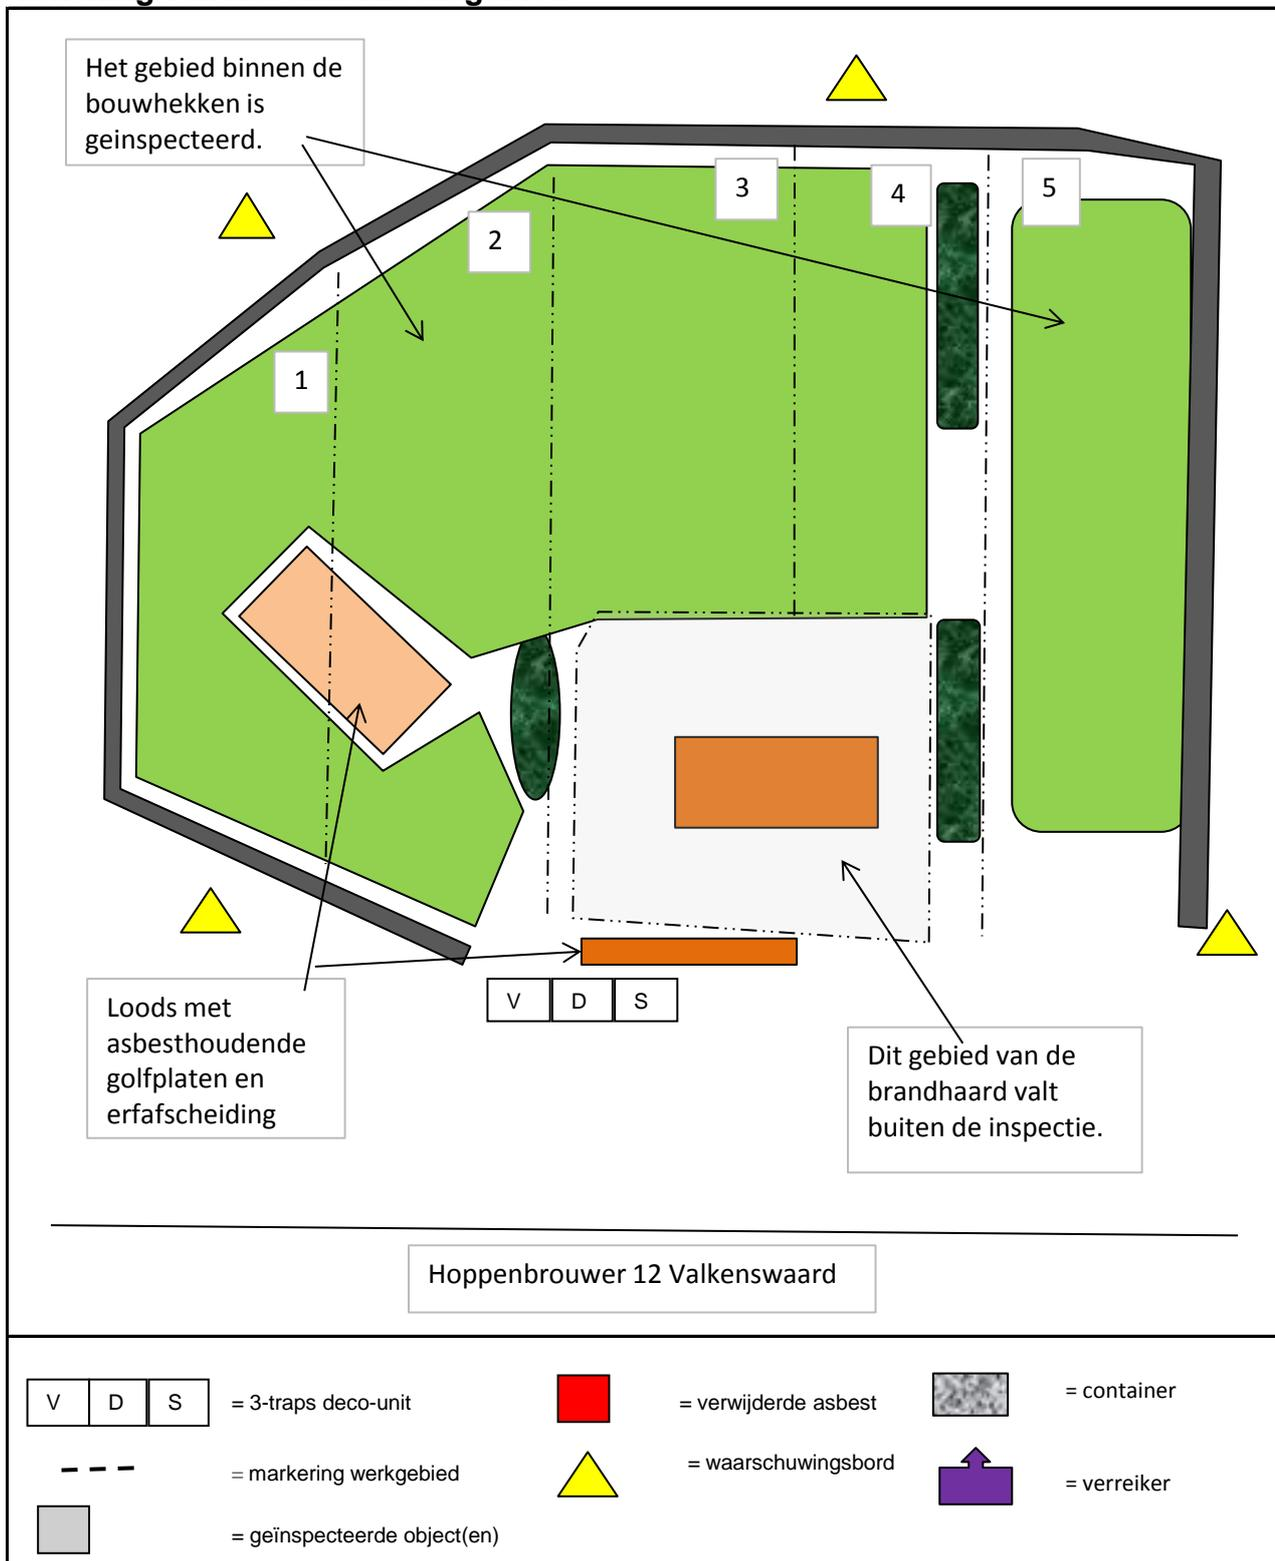 Het gebied binnen de
bouwhekken is
geinspecteerd.
1
2
3
4
5
Loods met
asbesthoudende
golfplaten en
erfafscheiding
V D S
Dit gebied van de
brandhaard valt
buiten de inspectie.
Hoppenbrouwer 12 Valkenswaard
V D S = 3-traps deco-unit
= verwijderde asbest
= container
= markering werkgebied
= waarschuwingsbord
= verreiker
= geïnspecteerde object(en)